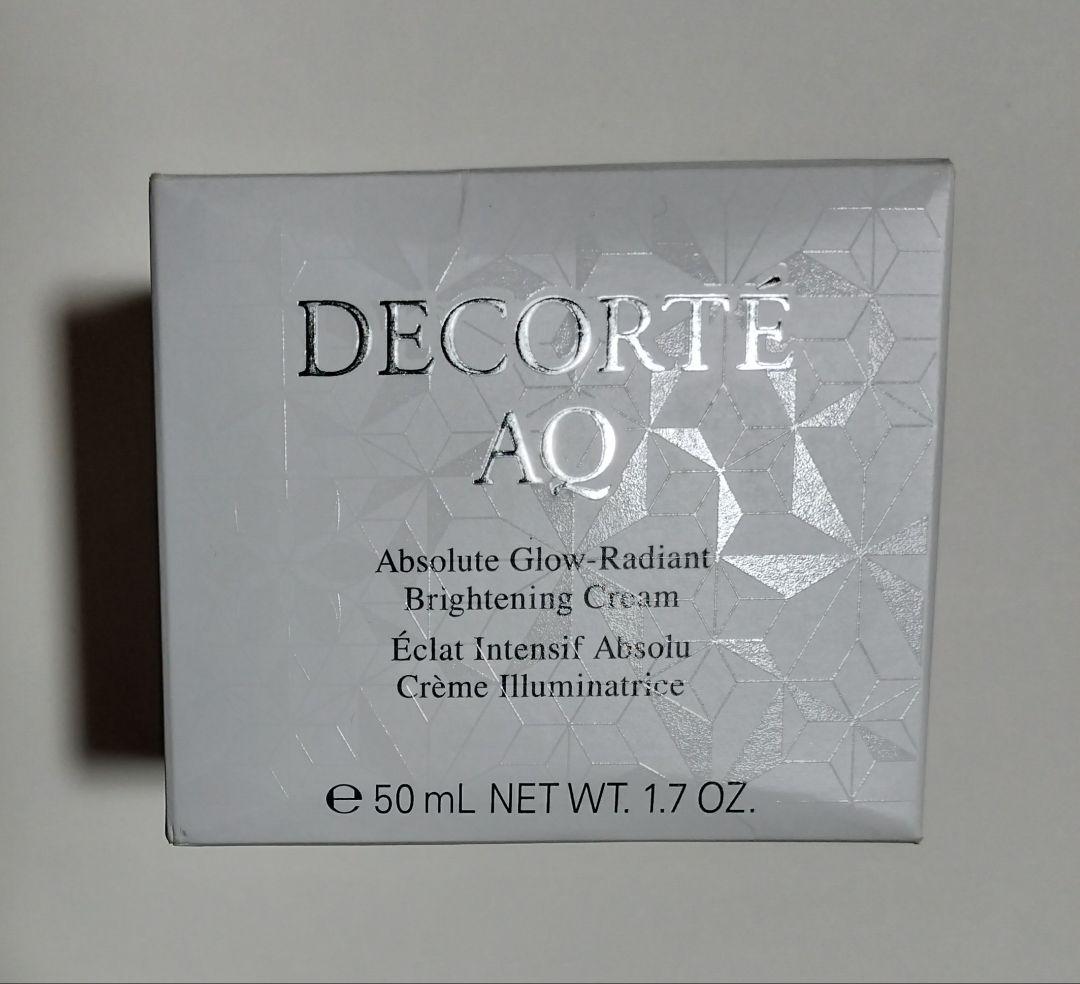 DECORTÉ
AQ
Absolute Glow-Radiant
Brightening Cream
Éclat Intensif Absolu
Crème Illuminatrice
℮ 50 mL NET WT. 1.7 OZ.